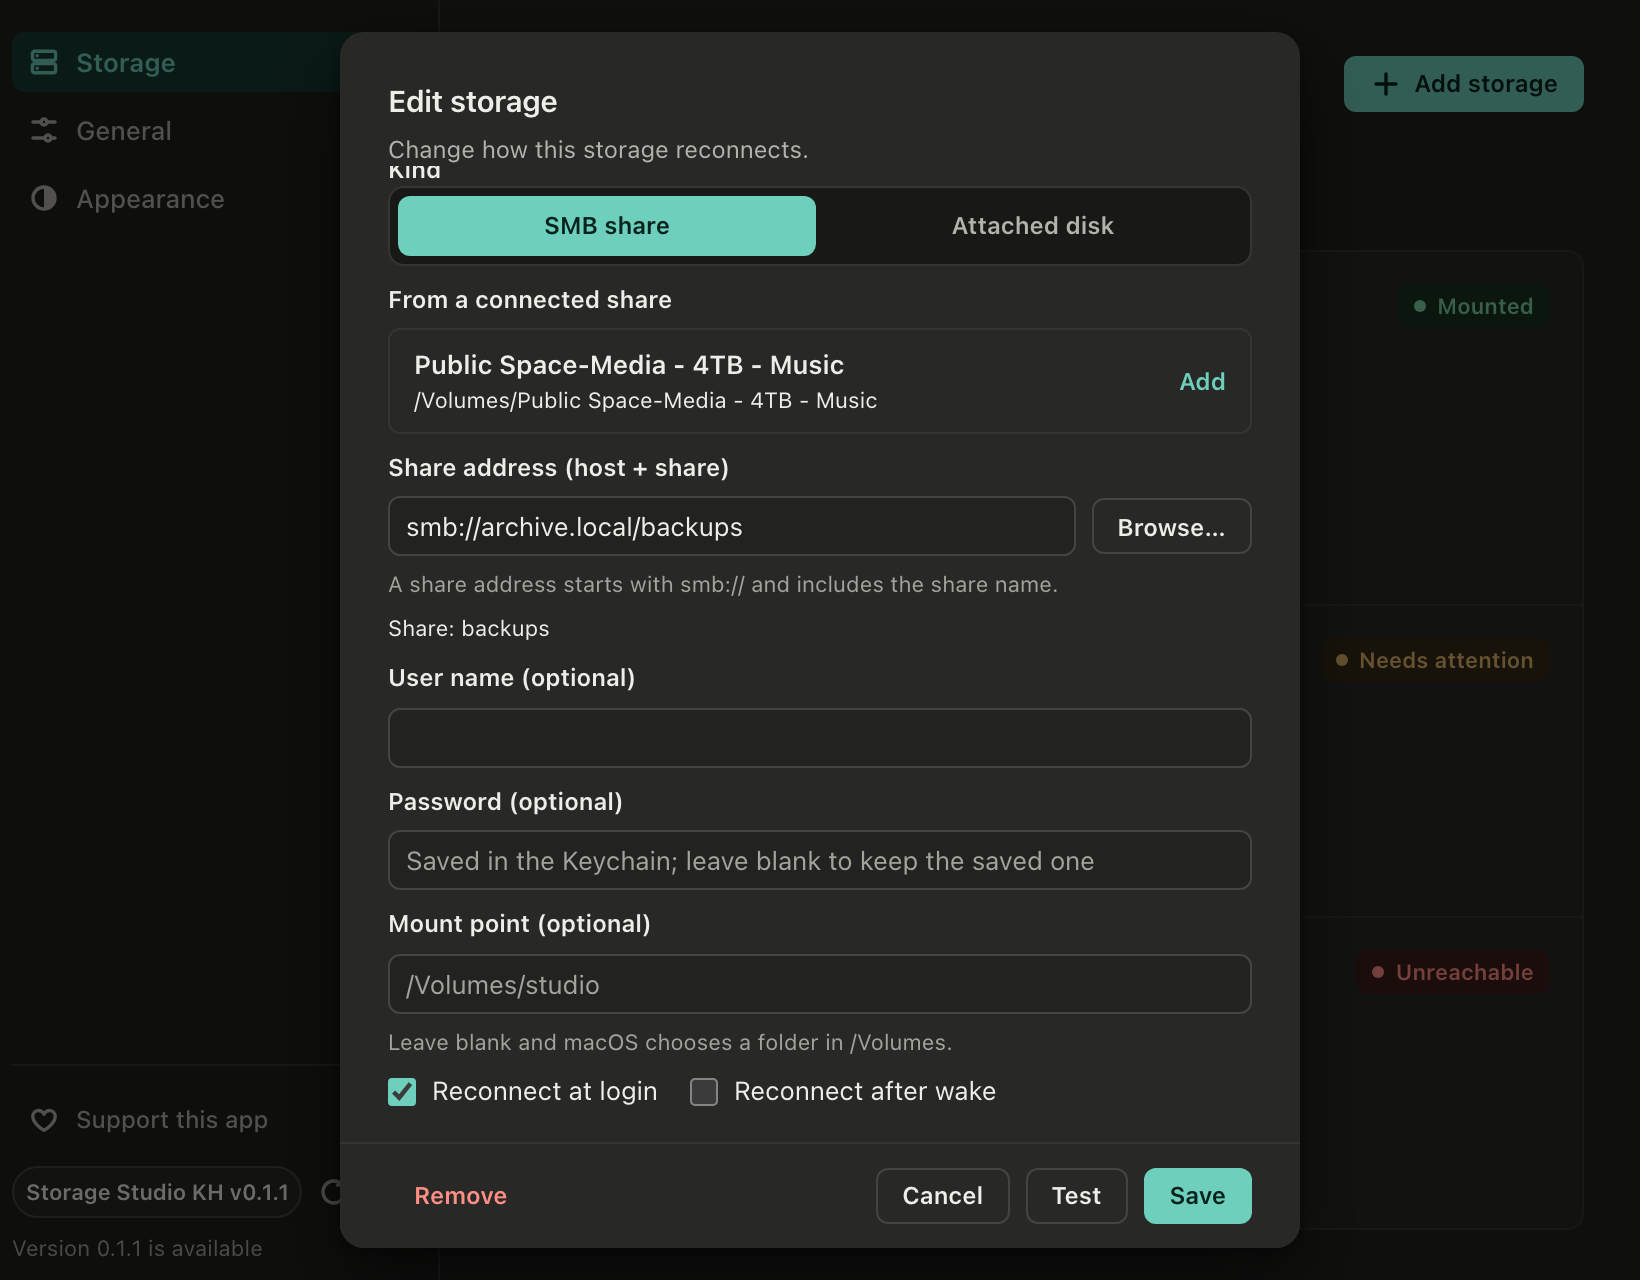 Storage
General
Appearance
Add storage
Edit storage
Change how this storage reconnects.
Kind
SMB share
Attached disk
From a connected share
Public Space-Media - 4TB - Music
/Volumes/Public Space-Media - 4TB - Music
Add
Share address (host + share)
smb://archive.local/backups
Browse...
A share address starts with smb:// and includes the share name.
Share: backups
User name (optional)
Password (optional)
Saved in the Keychain; leave blank to keep the saved one
Mount point (optional)
/Volumes/studio
Leave blank and macOS chooses a folder in /Volumes.
Reconnect at login
Reconnect after wake
Remove
Cancel
Test
Save
Mounted
Needs attention
Unreachable
Support this app
Storage Studio KH v0.1.1
Version 0.1.1 is available